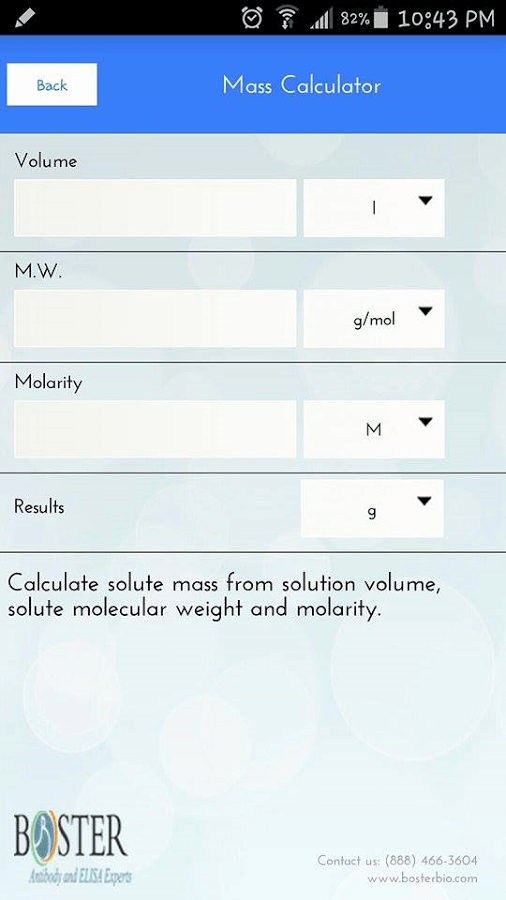 82% 10:43 PM
Back
Mass Calculator
Volume
l
M.W.
g/mol
Molarity
M
Results
g
Calculate solute mass from solution volume,
solute molecular weight and molarity.
BOSTER
Antibody and ELISA Experts
Contact us: (888) 466-3604
www.bosterbio.com